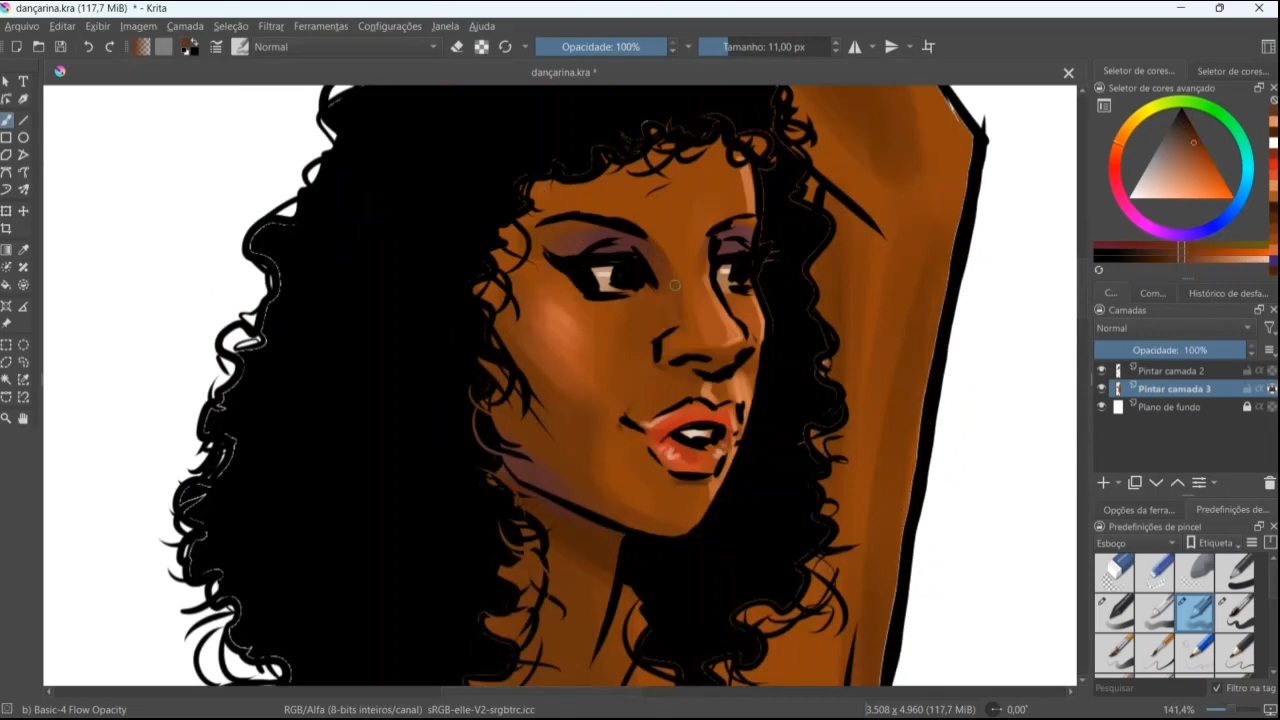 dançarina.kra (117,7 MiB) * - Krita
Arquivo Editar Exibir Imagem Camada Seleção Filtrar Ferramentas Configurações Janela Ajuda
Normal Opacidade: 100% Tamanho: 11,00 px
dançarina.kra *
Seletor de cores... Seletor de cores...
Seletor de cores avançado
C... Com... Histórico de desfa...
Camadas
Normal
Opacidade: 100%
Pintar camada 2
Pintar camada 3
Plano de fundo
Opções da ferra... Predefinições de...
Predefinições de pincel
Esboço Etiqueta
Pesquisar Filtro na tag
b) Basic-4 Flow Opacity RGB/Alfa (8-bits inteiros/canal) sRGB-elle-V2-srgbtrc.icc 3.508 x 4.960 (117,7 MiB) 0,00° 141,4%